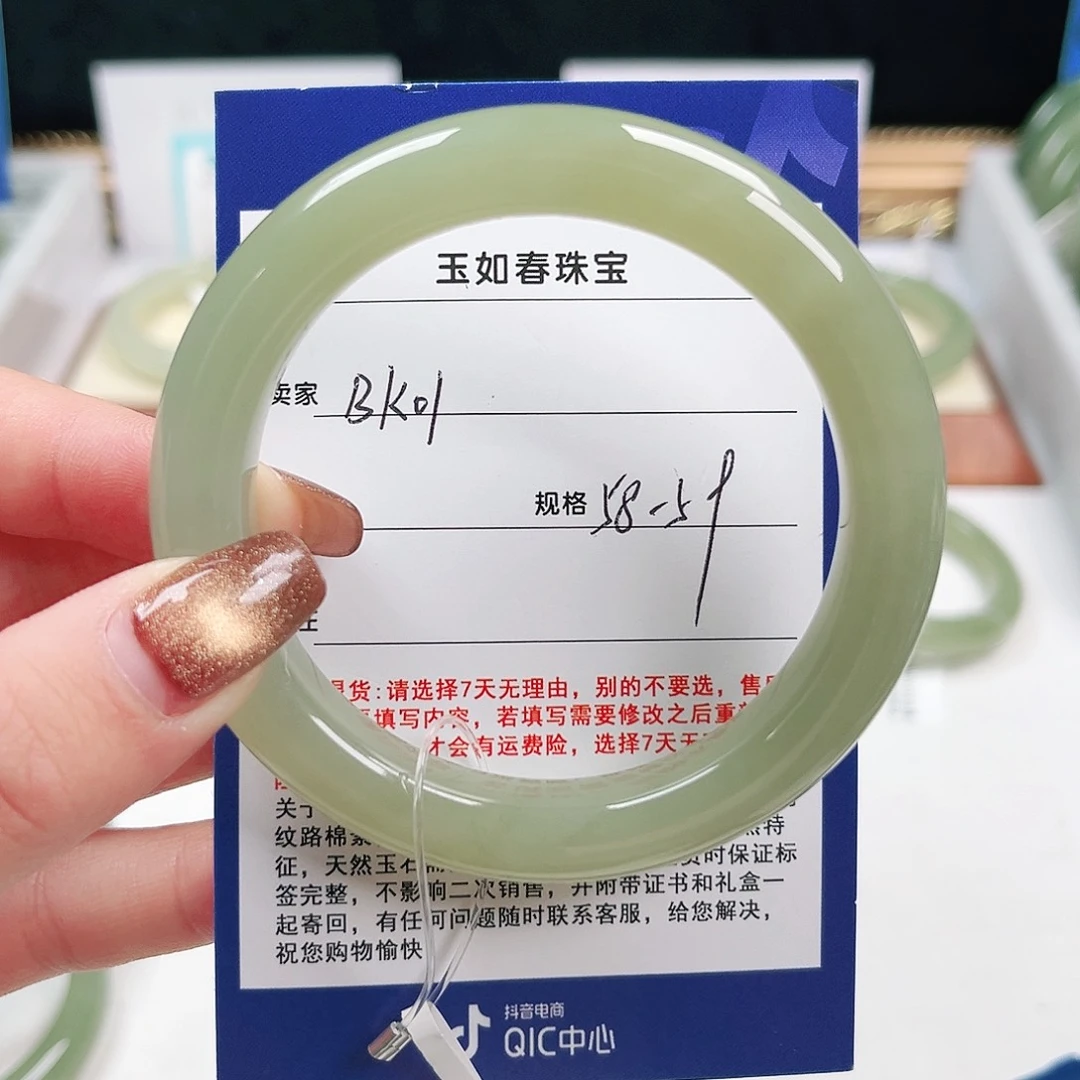 玉如春珠宝
卖家 BK01
规格 58-59
退货:请选择7天无理由，别的不要选，售
填写内容，若填写需要修改之后重
才会有运费险，选择7天无
关于
纹路棉絮
征，天然玉石 货时保证标
签完整，不影响二次销售，并附带证书和礼盒一
起寄回，有任何问题随时联系客服，给您解决，
祝您购物愉快
抖音电商
QIC中心